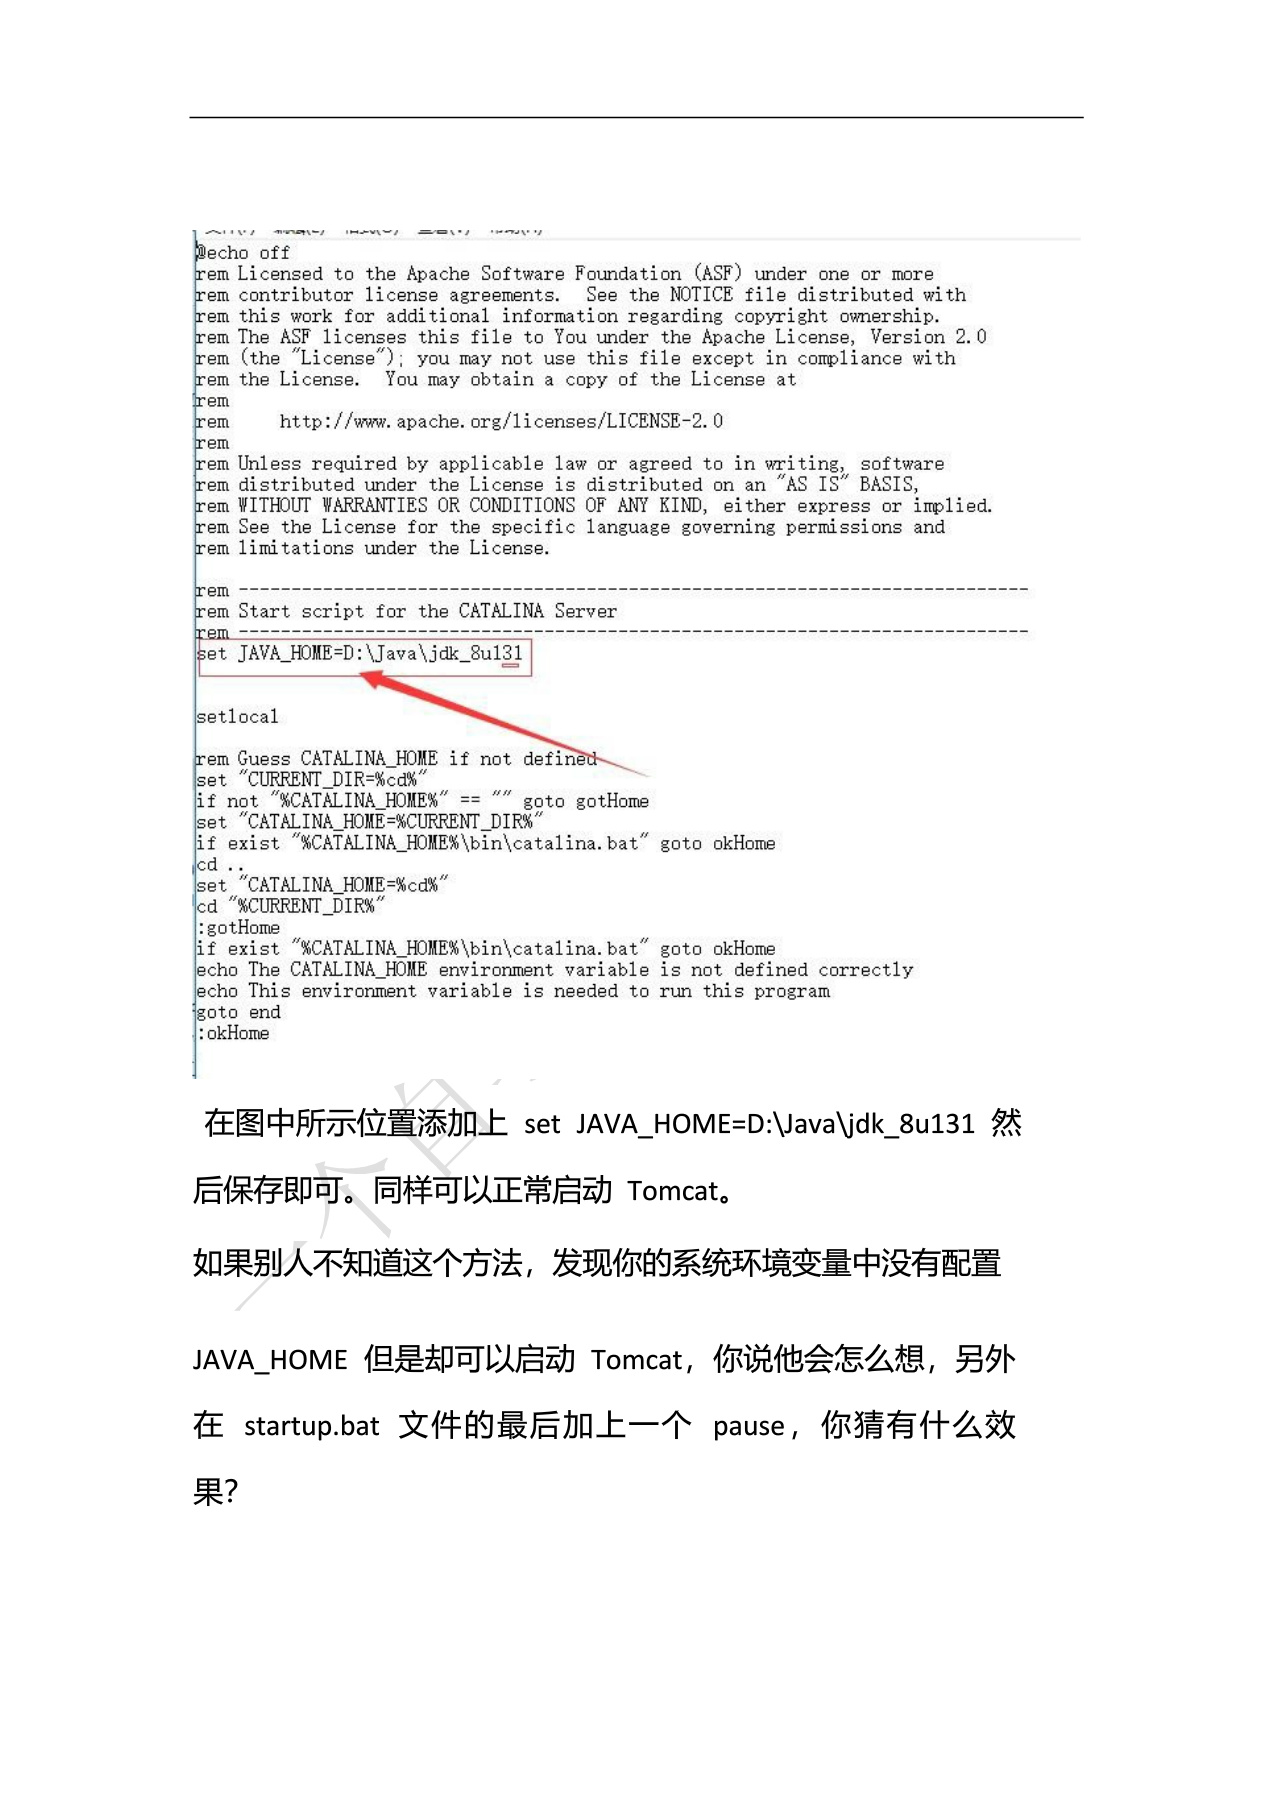 @echo off
rem Licensed to the Apache Software Foundation (ASF) under one or more
rem contributor license agreements.  See the NOTICE file distributed with
rem this work for additional information regarding copyright ownership.
rem The ASF licenses this file to You under the Apache License, Version 2.0
rem (the "License"); you may not use this file except in compliance with
rem the License.  You may obtain a copy of the License at
rem
rem     http://www.apache.org/licenses/LICENSE-2.0
rem
rem Unless required by applicable law or agreed to in writing, software
rem distributed under the License is distributed on an "AS IS" BASIS,
rem WITHOUT WARRANTIES OR CONDITIONS OF ANY KIND, either express or implied.
rem See the License for the specific language governing permissions and
rem limitations under the License.
rem ---------------------------------------------------------------------------
rem Start script for the CATALINA Server
rem ---------------------------------------------------------------------------
set JAVA_HOME=D:\Java\jdk_8u131
setlocal
rem Guess CATALINA_HOME if not defined
set "CURRENT_DIR=%cd%"
if not "%CATALINA_HOME%" == "" goto gotHome
set "CATALINA_HOME=%CURRENT_DIR%"
if exist "%CATALINA_HOME%\bin\catalina.bat" goto okHome
cd ..
set "CATALINA_HOME=%cd%"
cd "%CURRENT_DIR%"
:gotHome
if exist "%CATALINA_HOME%\bin\catalina.bat" goto okHome
echo The CATALINA_HOME environment variable is not defined correctly
echo This environment variable is needed to run this program
goto end
:okHome
在图中所示位置添加上 set JAVA_HOME=D:\Java\jdk_8u131 然
后保存即可。同样可以正常启动 Tomcat。
如果别人不知道这个方法，发现你的系统环境变量中没有配置
JAVA_HOME 但是却可以启动 Tomcat，你说他会怎么想，另外
在 startup.bat 文件的最后加上一个 pause，你猜有什么效
果？
一个自